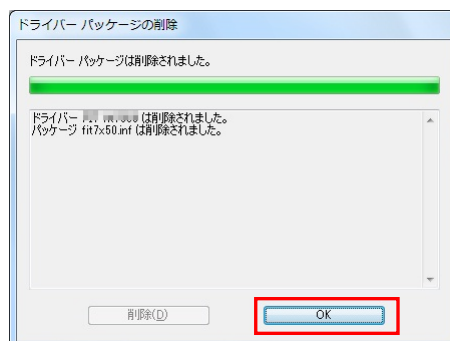 ドライバー パッケージの削除
ドライバー パッケージは削除されました。
ドライバー は削除されました。
パッケージ fit7x50.inf は削除されました。
削除(D)
OK